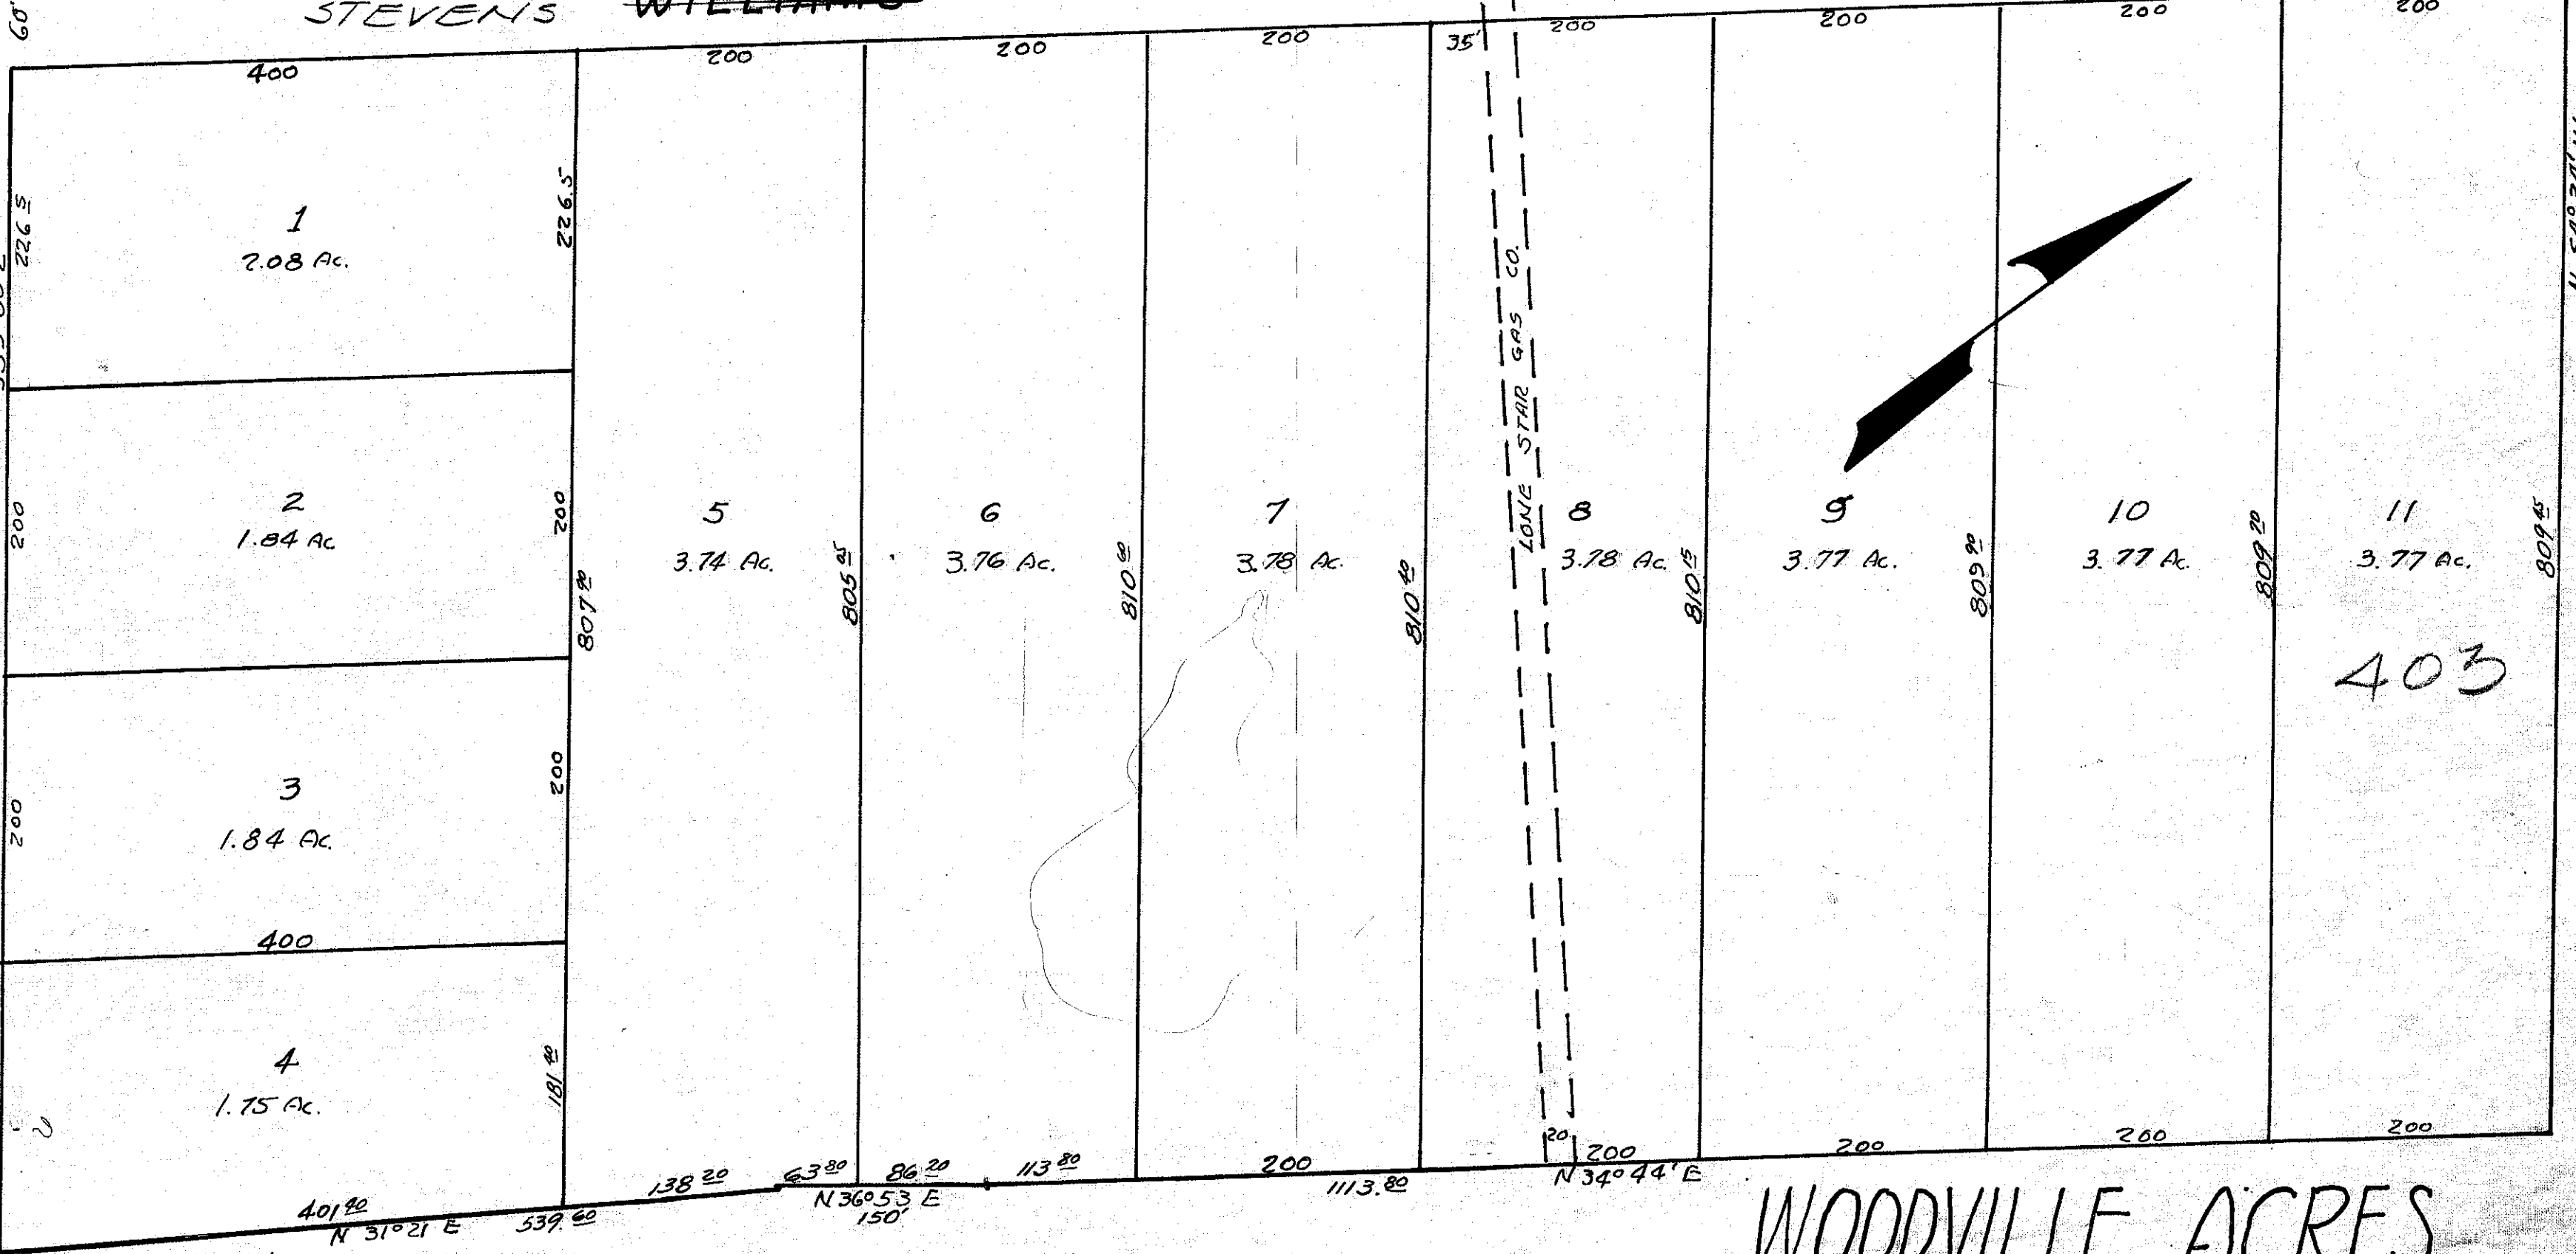 60'
STEVENS WILLIAMS
400 200 200 200 35' 200 200 200 200
226 5 226.5
1
2.08 Ac.
LONE STAR GAS CO.
200 200
2
1.84 Ac
807 90
5
3.74 Ac.
805 05
6
3.76 Ac.
810 60
7
3.78 Ac.
810 40
8
3.78 Ac.
810 15
9
3.77 Ac.
809 90
10
3.77 Ac.
809 20
11
3.77 Ac.
809 45
403
200 200
3
1.84 Ac.
400
4
1.75 Ac.
181 40
20
138 20 63 80 86 20 113 80 200 200 200 200 200
401 40 N 31° 21 E 539. 60 N 36° 53 E 150' 1113. 80 N 34° 44' E
WOODVILLE ACRES